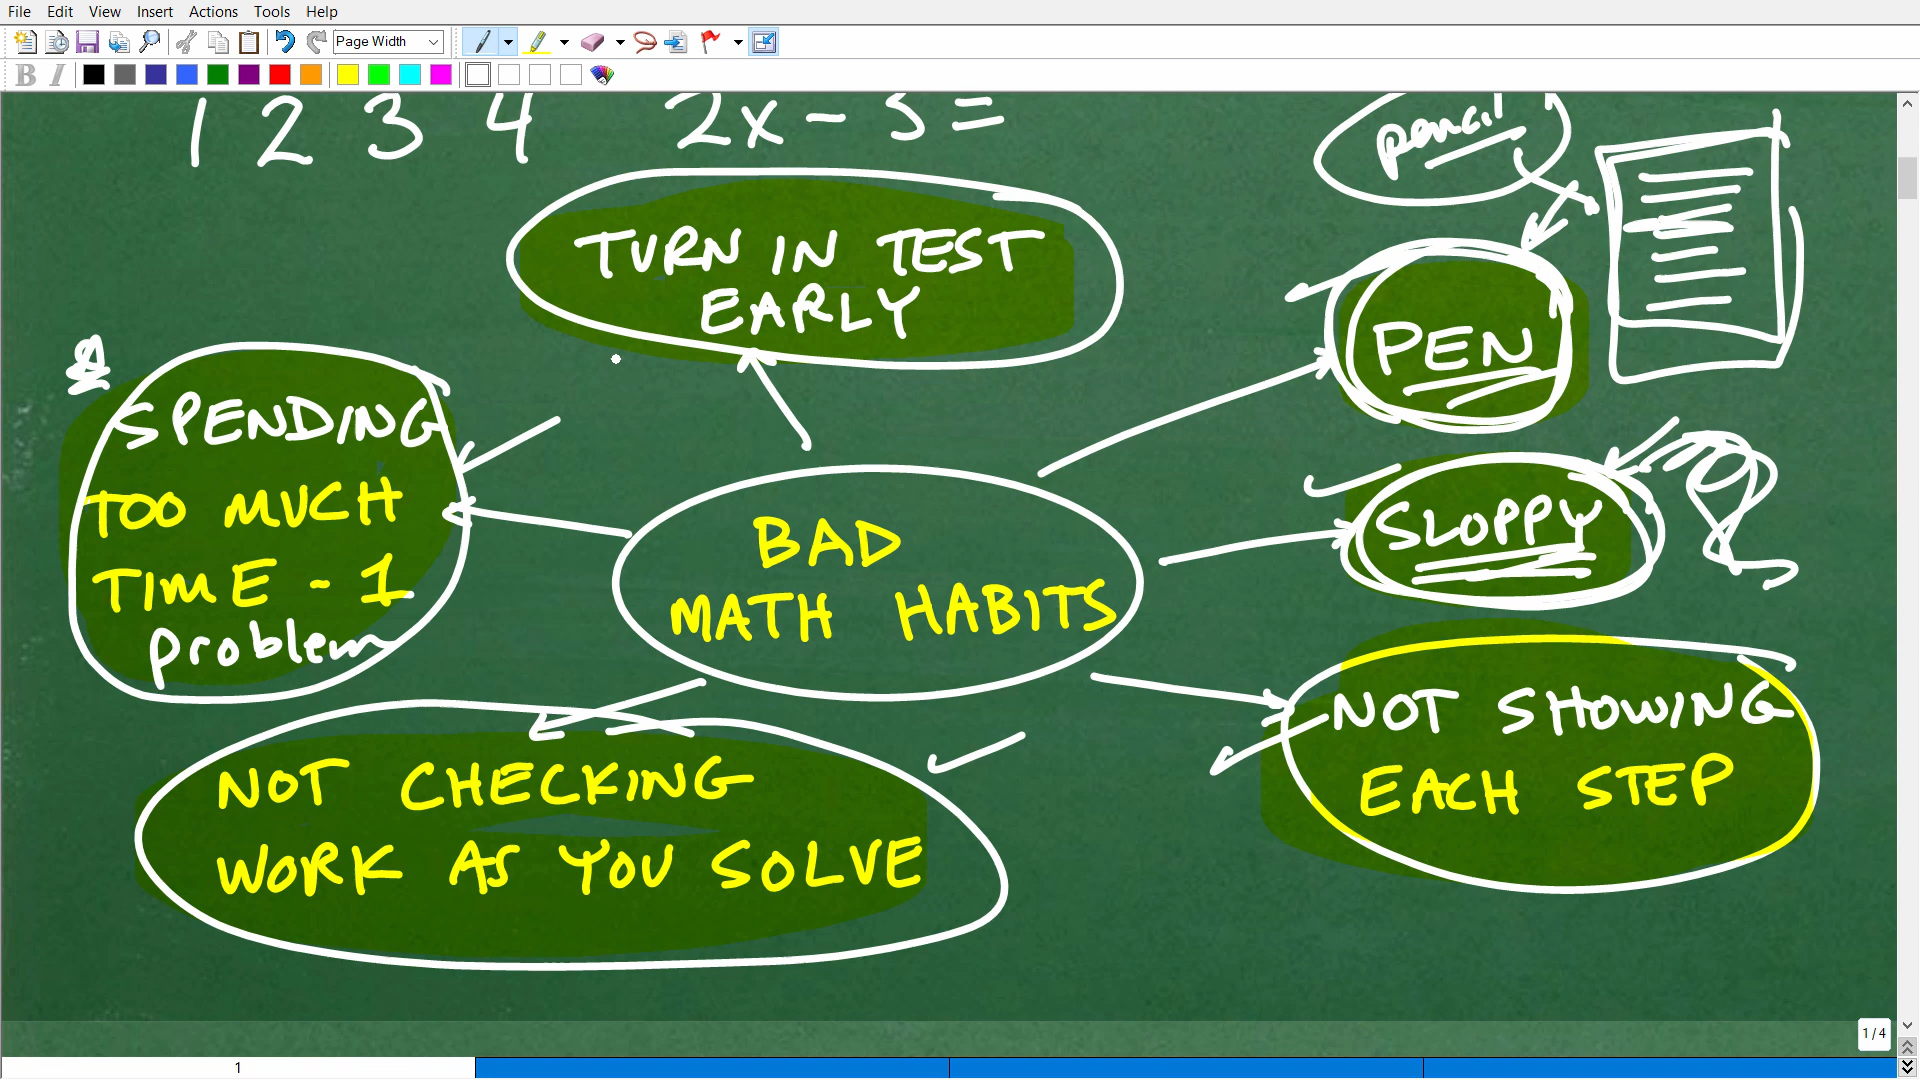 File Edit View Insert Actions Tools Help
Page Width
B I
1 2 3 4 2x - 5 =
pencil
TURN IN TEST
EARLY
PEN
SPENDING
TOO MUCH
TIME - 1
problem
SLOPPY
BAD
MATH HABITS
NOT SHOWING
EACH STEP
NOT CHECKING
WORK AS YOU SOLVE
1 / 4
1